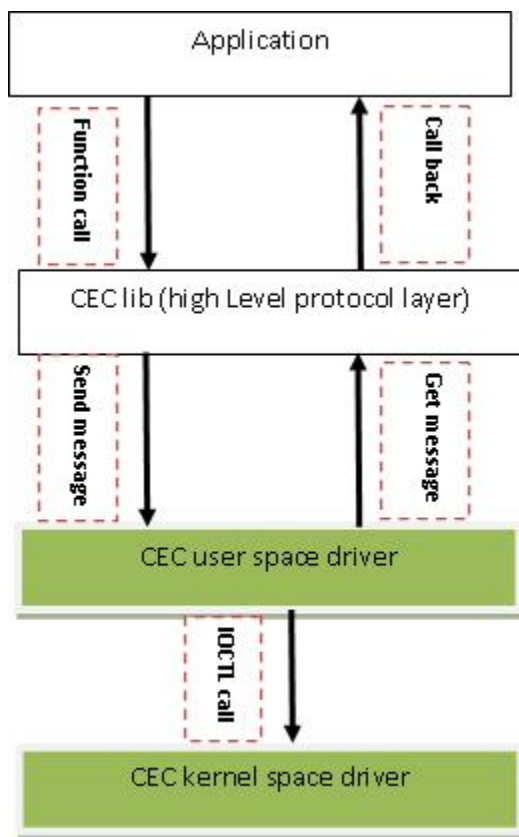 Application
Function call
Call back
CEC lib (high Level protocol layer)
Send message
Get message
CEC user space driver
IOCTL call
CEC kernel space driver